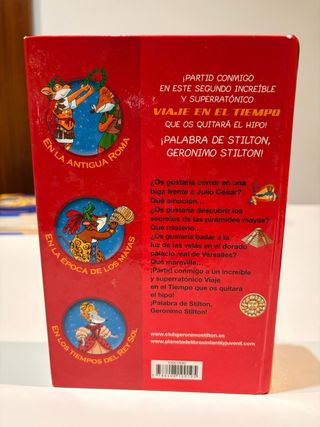 ¡PARTID CONMIGO
EN ESTE SEGUNDO INCREÍBLE
Y SUPERRATÓNICO
VIAJE EN EL TIEMPO
QUE OS QUITARÁ EL HIPO!
¡PALABRA DE STILTON,
GERONIMO STILTON!
EN LA ANTIGUA ROMA
¿Os gustaría correr en una
biga frente a Julio César?
Qué emoción...
¿Os gustaría descubrir los
secretos de las pirámides mayas?
Qué misterio...
¿Os gustaría bailar a la
luz de las velas en el dorado
palacio real de Versalles?
Qué maravilla...
¡Partid conmigo a un increíble
y superratónico Viaje
en el Tiempo que os quitará
el hipo!
¡Palabra de Stilton,
Geronimo Stilton!
EN LA ÉPOCA DE LOS MAYAS
EN LOS TIEMPOS DEL REY SOL
www.clubgeronimostilton.es
www.planetadelibrosinfantilyjuvenil.com